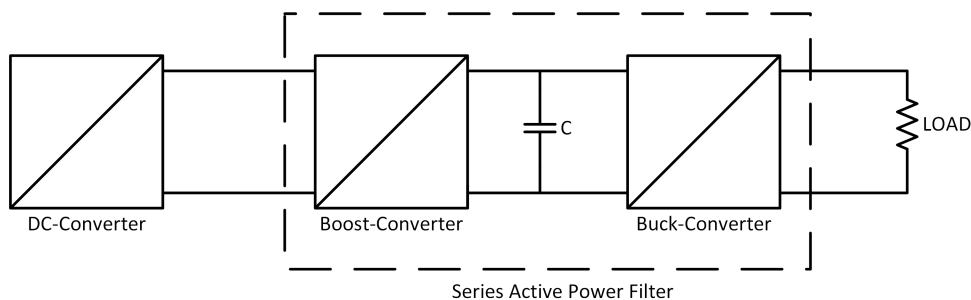 C
LOAD
DC-Converter
Boost-Converter
Buck-Converter
Series Active Power Filter